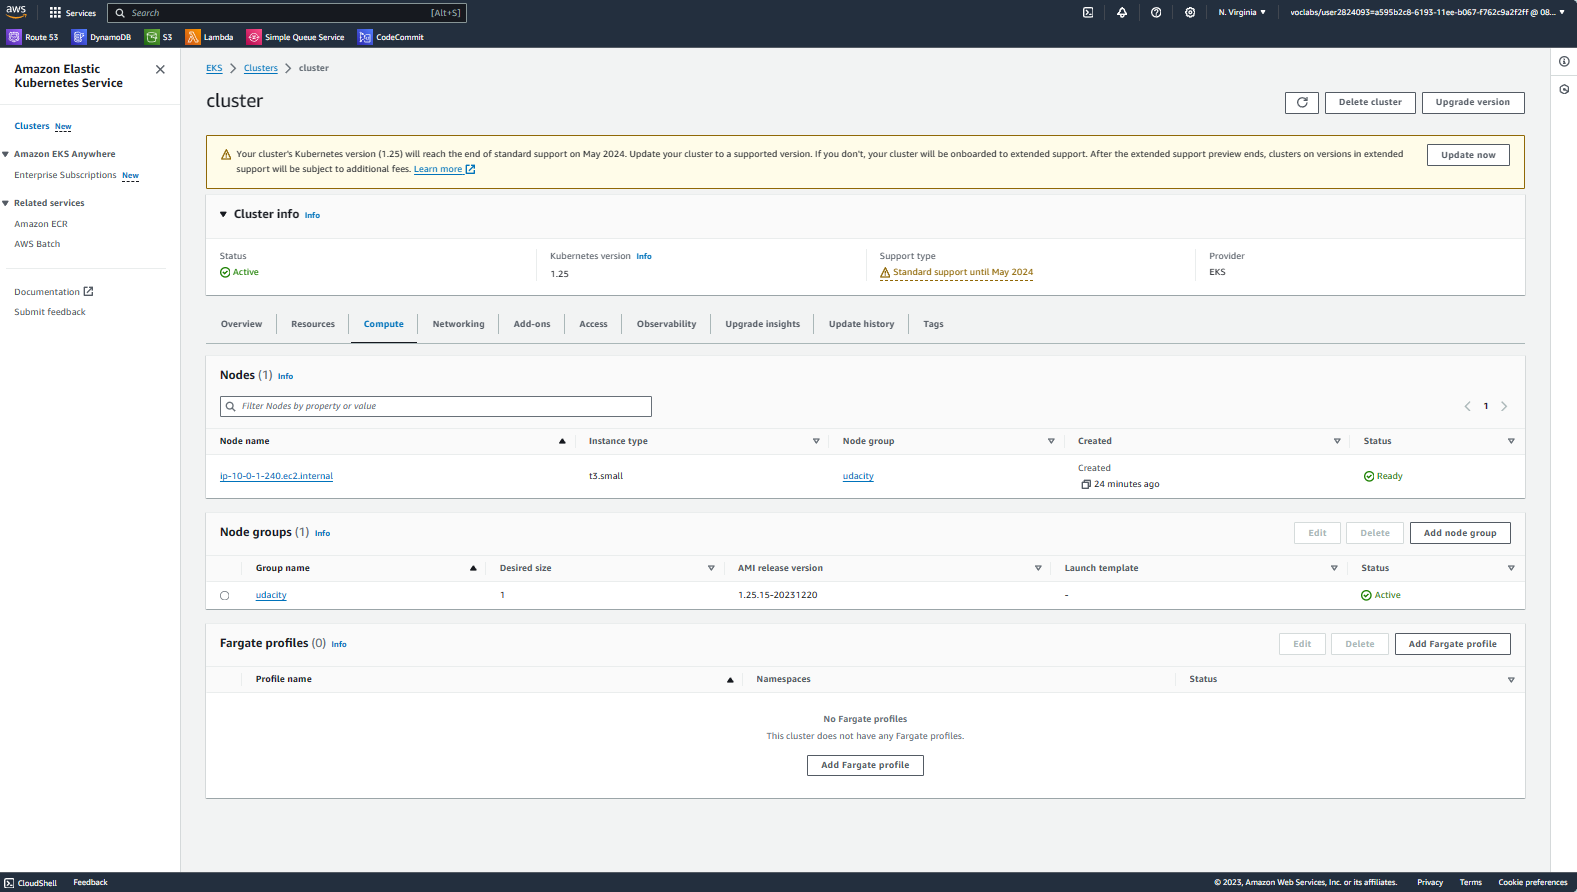 aws
Services
Search
[Alt+S]
N. Virginia
voclabs/user2824093=a595b2c8-6193-11ee-b067-f762c9a2f2ff @ 08...
Route 53
DynamoDB
S3
Lambda
Simple Queue Service
CodeCommit
Amazon Elastic
Kubernetes Service
Clusters New
Amazon EKS Anywhere
Enterprise Subscriptions New
Related services
Amazon ECR
AWS Batch
Documentation
Submit feedback
EKS
Clusters
cluster
cluster
Delete cluster
Upgrade version
Your cluster's Kubernetes version (1.25) will reach the end of standard support on May 2024. Update your cluster to a supported version. If you don't, your cluster will be onboarded to extended support. After the extended support preview ends, clusters on versions in extended
support will be subject to additional fees. Learn more
Update now
Cluster info Info
Status
Active
Kubernetes version Info
1.25
Support type
Standard support until May 2024
Provider
EKS
Overview
Resources
Compute
Networking
Add-ons
Access
Observability
Upgrade insights
Update history
Tags
Nodes (1) Info
Filter Nodes by property or value
1
Node name
Instance type
Node group
Created
Status
ip-10-0-1-240.ec2.internal
t3.small
udacity
Created
24 minutes ago
Ready
Node groups (1) Info
Edit
Delete
Add node group
Group name
Desired size
AMI release version
Launch template
Status
udacity
1
1.25.15-20231220
-
Active
Fargate profiles (0) Info
Edit
Delete
Add Fargate profile
Profile name
Namespaces
Status
No Fargate profiles
This cluster does not have any Fargate profiles.
Add Fargate profile
CloudShell
Feedback
© 2023, Amazon Web Services, Inc. or its affiliates.
Privacy
Terms
Cookie preferences